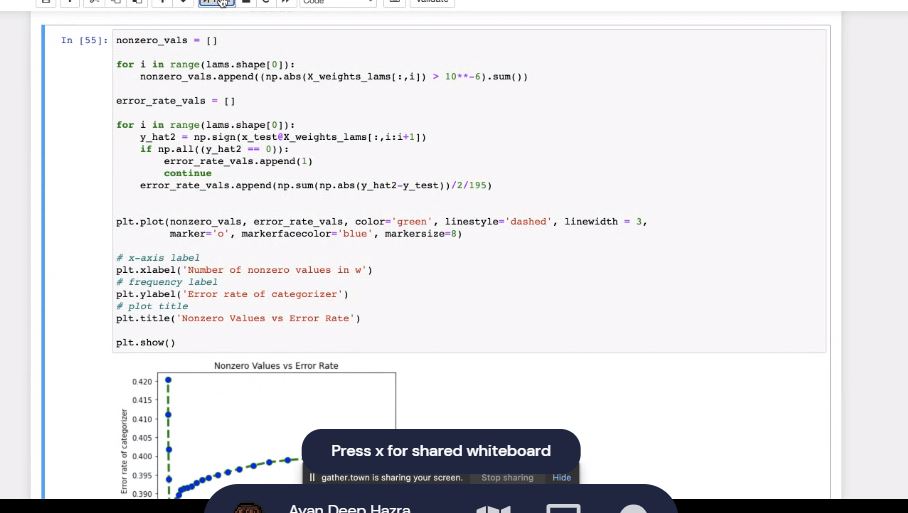 Code
Validate
In [55]: nonzero_vals = []
for i in range(lams.shape[0]):
    nonzero_vals.append((np.abs(X_weights_lams[:,i]) > 10**-6).sum())
error_rate_vals = []
for i in range(lams.shape[0]):
    y_hat2 = np.sign(x_test@X_weights_lams[:,i:i+1])
    if np.all((y_hat2 == 0)):
        error_rate_vals.append(1)
        continue
    error_rate_vals.append(np.sum(np.abs(y_hat2-y_test))/2/195)
plt.plot(nonzero_vals, error_rate_vals, color='green', linestyle='dashed', linewidth = 3,
         marker='o', markerfacecolor='blue', markersize=8)
# x-axis label
plt.xlabel('Number of nonzero values in w')
# frequency label
plt.ylabel('Error rate of categorizer')
# plot title
plt.title('Nonzero Values vs Error Rate')
plt.show()
Nonzero Values vs Error Rate
0.420
0.415
0.410
0.405
0.400
0.395
0.390
Error rate of categorizer
Press x for shared whiteboard
gather.town is sharing your screen. Stop sharing Hide
Ayan Deep Hazra